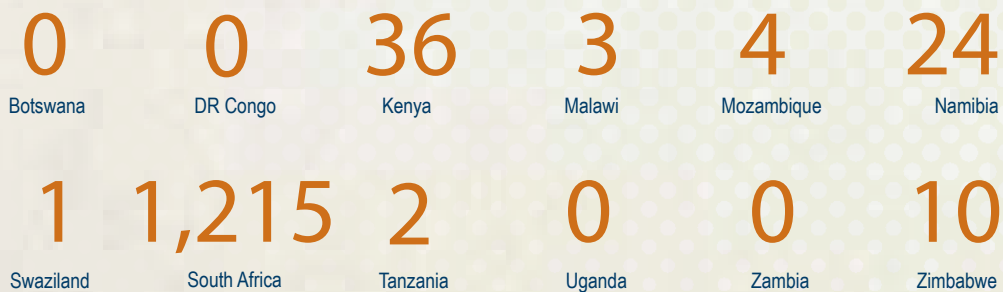 0 0 36 3 4 24
Botswana DR Congo Kenya Malawi Mozambique Namibia
1 1,215 2 0 0 10
Swaziland South Africa Tanzania Uganda Zambia Zimbabwe